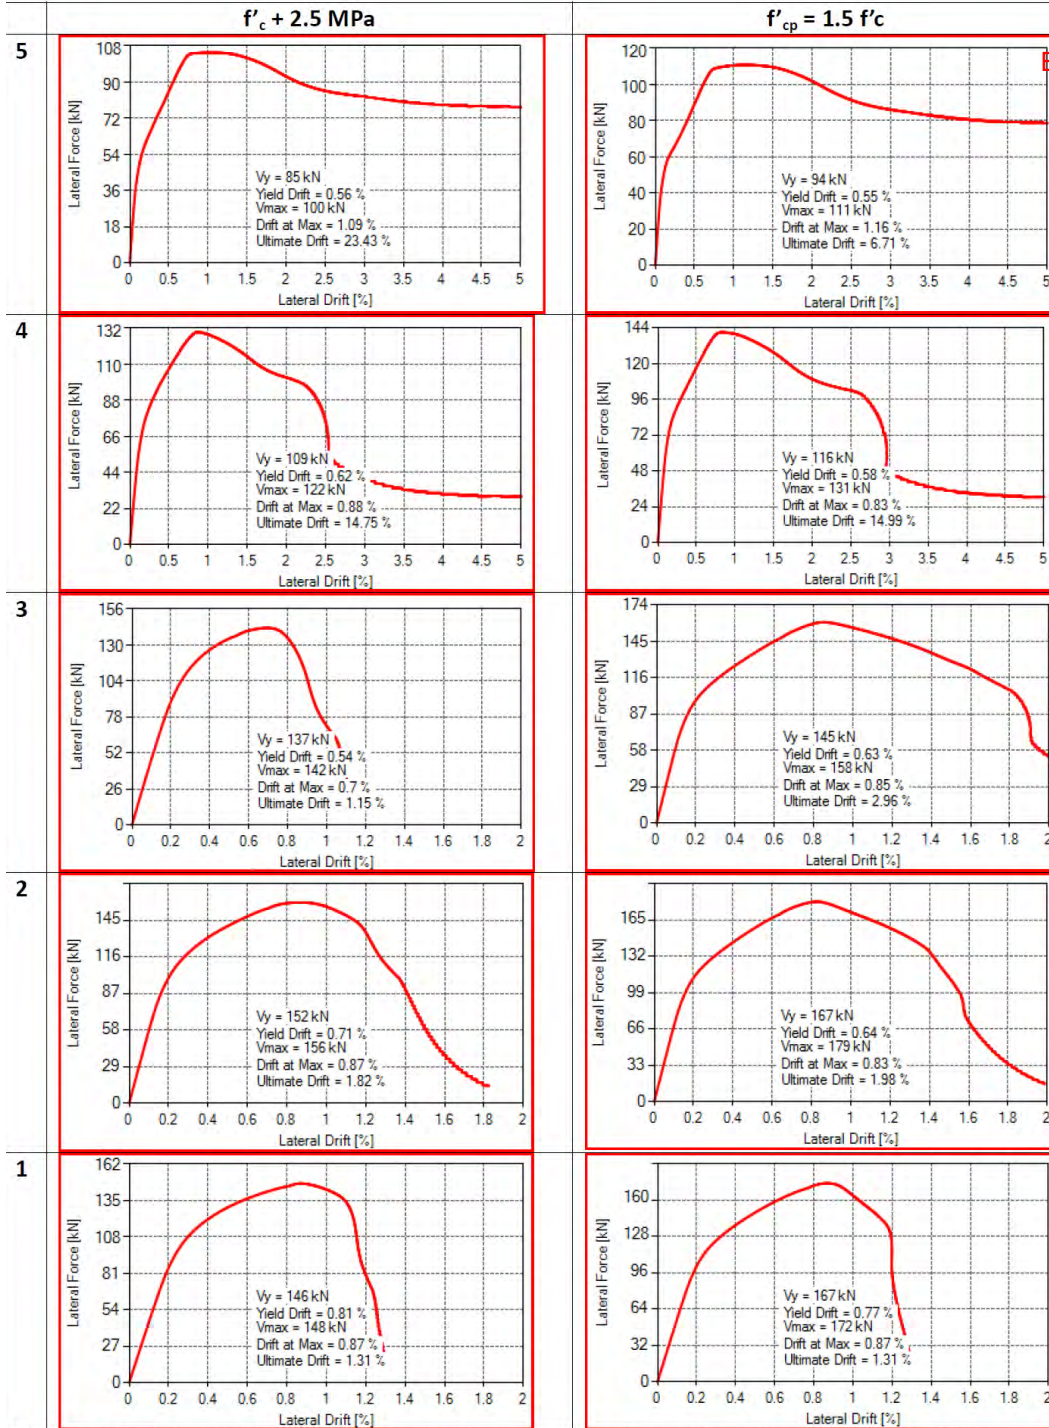 f'c + 2.5 MPa
f'cp = 1.5 f'c
5
Lateral Force [kN]
108
90
72
54
36
18
0
Vy = 85 kN
Yield Drift = 0.56 %
Vmax = 100 kN
Drift at Max = 1.09 %
Ultimate Drift = 23.43 %
0 0.5 1 1.5 2 2.5 3 3.5 4 4.5 5
Lateral Drift [%]
Lateral Force [kN]
120
100
80
60
40
20
0
Vy = 94 kN
Yield Drift = 0.55 %
Vmax = 111 kN
Drift at Max = 1.16 %
Ultimate Drift = 6.71 %
0 0.5 1 1.5 2 2.5 3 3.5 4 4.5 5
Lateral Drift [%]
4
Lateral Force [kN]
132
110
88
66
44
22
0
Vy = 109 kN
Yield Drift = 0.62 %
Vmax = 122 kN
Drift at Max = 0.88 %
Ultimate Drift = 14.75 %
0 0.5 1 1.5 2 2.5 3 3.5 4 4.5 5
Lateral Drift [%]
Lateral Force [kN]
144
120
96
72
48
24
0
Vy = 116 kN
Yield Drift = 0.58 %
Vmax = 131 kN
Drift at Max = 0.83 %
Ultimate Drift = 14.99 %
0 0.5 1 1.5 2 2.5 3 3.5 4 4.5 5
Lateral Drift [%]
3
Lateral Force [kN]
156
130
104
78
52
26
0
Vy = 137 kN
Yield Drift = 0.54 %
Vmax = 142 kN
Drift at Max = 0.7 %
Ultimate Drift = 1.15 %
0 0.2 0.4 0.6 0.8 1 1.2 1.4 1.6 1.8 2
Lateral Drift [%]
Lateral Force [kN]
174
145
116
87
58
29
0
Vy = 145 kN
Yield Drift = 0.63 %
Vmax = 158 kN
Drift at Max = 0.85 %
Ultimate Drift = 2.96 %
0 0.2 0.4 0.6 0.8 1 1.2 1.4 1.6 1.8 2
Lateral Drift [%]
2
Lateral Force [kN]
145
116
87
58
29
0
Vy = 152 kN
Yield Drift = 0.71 %
Vmax = 156 kN
Drift at Max = 0.87 %
Ultimate Drift = 1.82 %
0 0.2 0.4 0.6 0.8 1 1.2 1.4 1.6 1.8 2
Lateral Drift [%]
Lateral Force [kN]
165
132
99
66
33
0
Vy = 167 kN
Yield Drift = 0.64 %
Vmax = 179 kN
Drift at Max = 0.83 %
Ultimate Drift = 1.98 %
0 0.2 0.4 0.6 0.8 1 1.2 1.4 1.6 1.8 2
Lateral Drift [%]
1
Lateral Force [kN]
162
135
108
81
54
27
0
Vy = 146 kN
Yield Drift = 0.81 %
Vmax = 148 kN
Drift at Max = 0.87 %
Ultimate Drift = 1.31 %
0 0.2 0.4 0.6 0.8 1 1.2 1.4 1.6 1.8 2
Lateral Drift [%]
Lateral Force [kN]
160
128
96
64
32
0
Vy = 167 kN
Yield Drift = 0.77 %
Vmax = 172 kN
Drift at Max = 0.87 %
Ultimate Drift = 1.31 %
0 0.2 0.4 0.6 0.8 1 1.2 1.4 1.6 1.8 2
Lateral Drift [%]